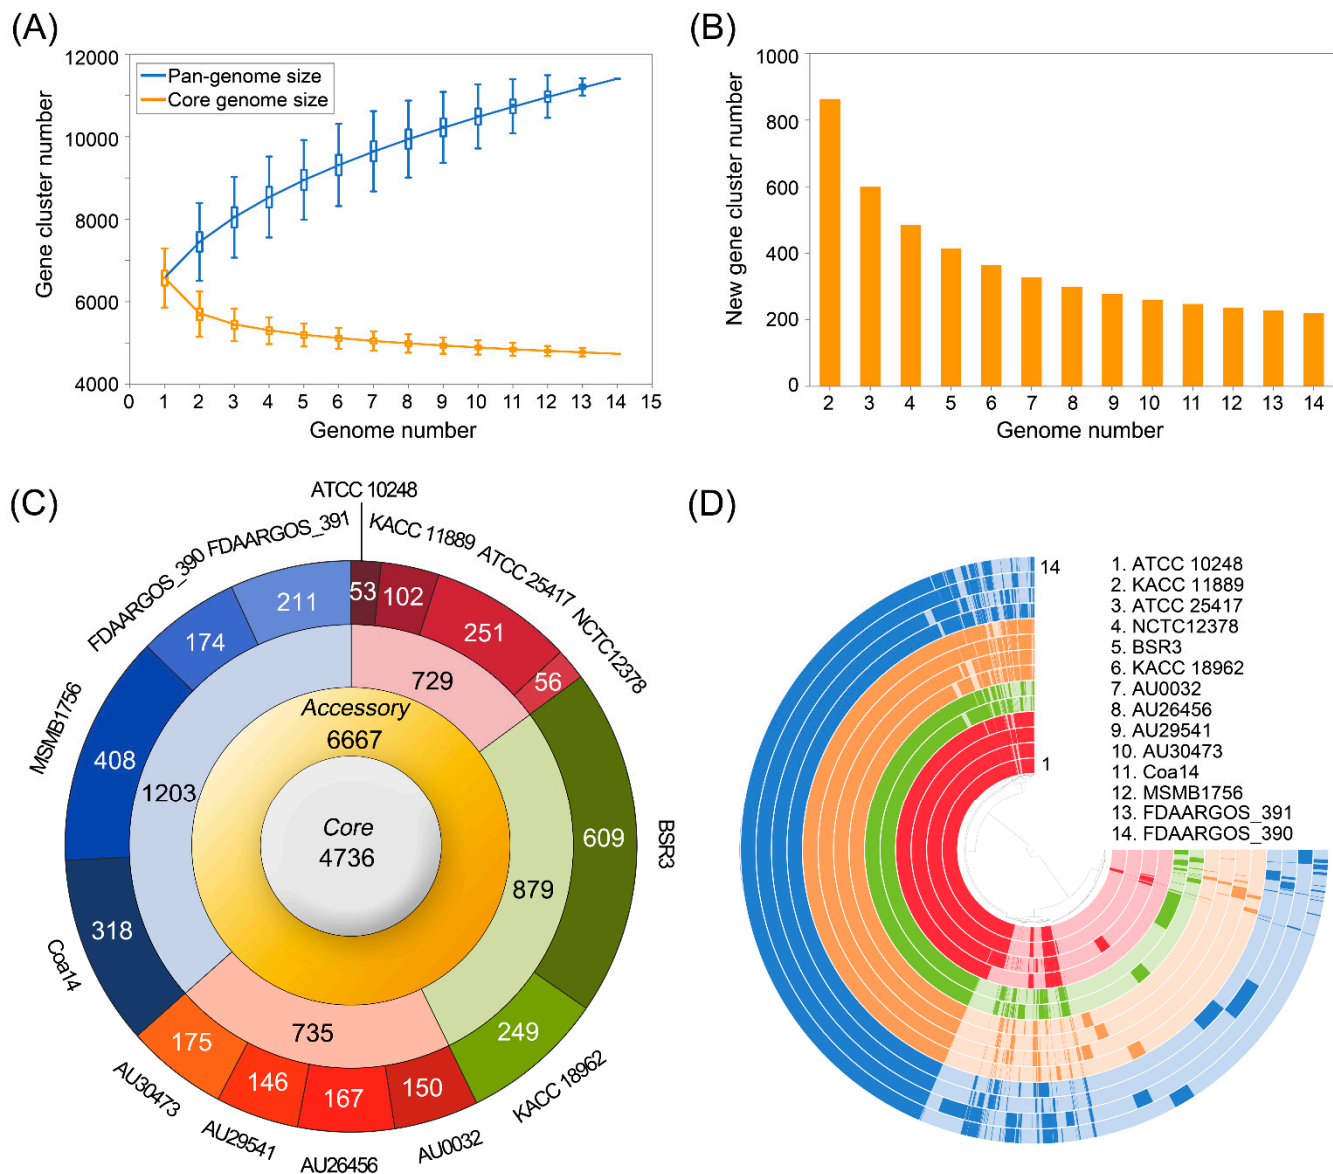 (A)
12000
10000
8000
6000
4000
Gene cluster number
Pan-genome size
Core genome size
0 1 2 3 4 5 6 7 8 9 10 11 12 13 14 15
Genome number
(B)
1000
800
600
400
200
0
New gene cluster number
2 3 4 5 6 7 8 9 10 11 12 13 14
Genome number
(C)
ATCC 10248
KACC 11889
ATCC 25417
NCTC12378
BSR3
KACC 18962
AU0032
AU26456
AU29541
AU30473
Coa14
MSMB1756
FDAARGOS_390
FDAARGOS_391
53
102
251
56
609
249
150
167
146
175
318
408
174
211
729
879
735
1203
Accessory
6667
Core
4736
(D)
14
1
1. ATCC 10248
2. KACC 11889
3. ATCC 25417
4. NCTC12378
5. BSR3
6. KACC 18962
7. AU0032
8. AU26456
9. AU29541
10. AU30473
11. Coa14
12. MSMB1756
13. FDAARGOS_391
14. FDAARGOS_390